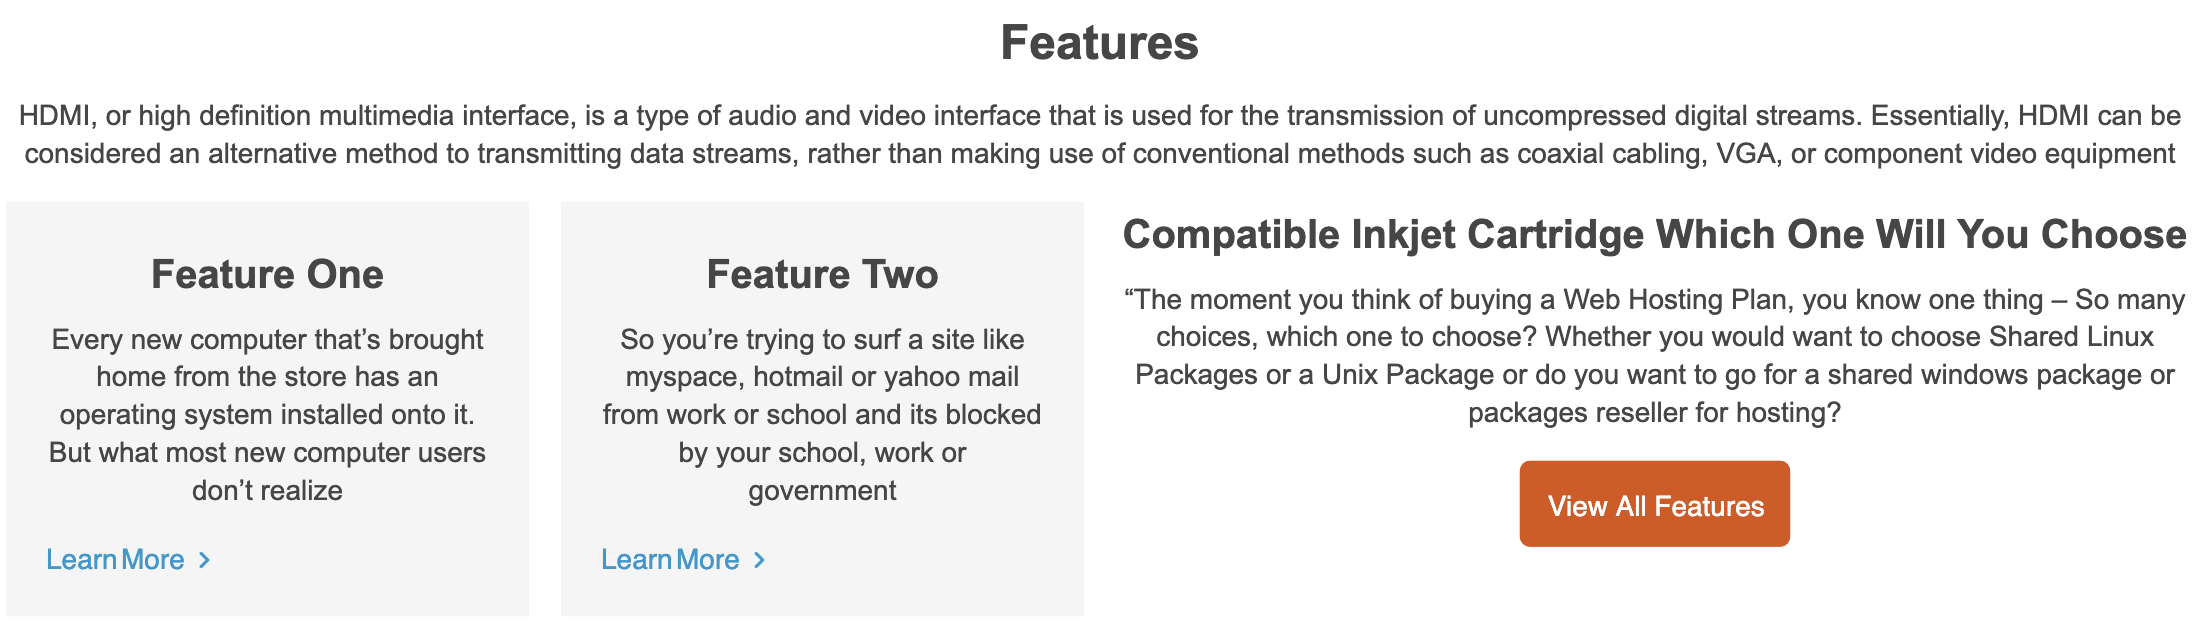 Features
HDMI, or high definition multimedia interface, is a type of audio and video interface that is used for the transmission of uncompressed digital streams. Essentially, HDMI can be
considered an alternative method to transmitting data streams, rather than making use of conventional methods such as coaxial cabling, VGA, or component video equipment
Feature One
Every new computer that’s brought
home from the store has an
operating system installed onto it.
But what most new computer users
don’t realize
Learn More
Feature Two
So you’re trying to surf a site like
myspace, hotmail or yahoo mail
from work or school and its blocked
by your school, work or
government
Learn More
Compatible Inkjet Cartridge Which One Will You Choose
“The moment you think of buying a Web Hosting Plan, you know one thing – So many
choices, which one to choose? Whether you would want to choose Shared Linux
Packages or a Unix Package or do you want to go for a shared windows package or
packages reseller for hosting?
View All Features